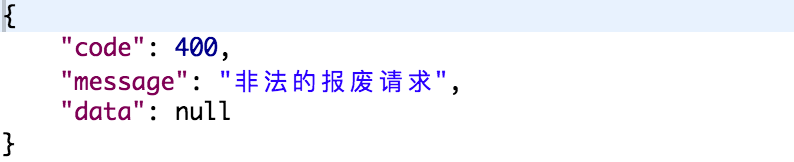 {
    "code": 400,
    "message": "非法的报废请求",
    "data": null
}